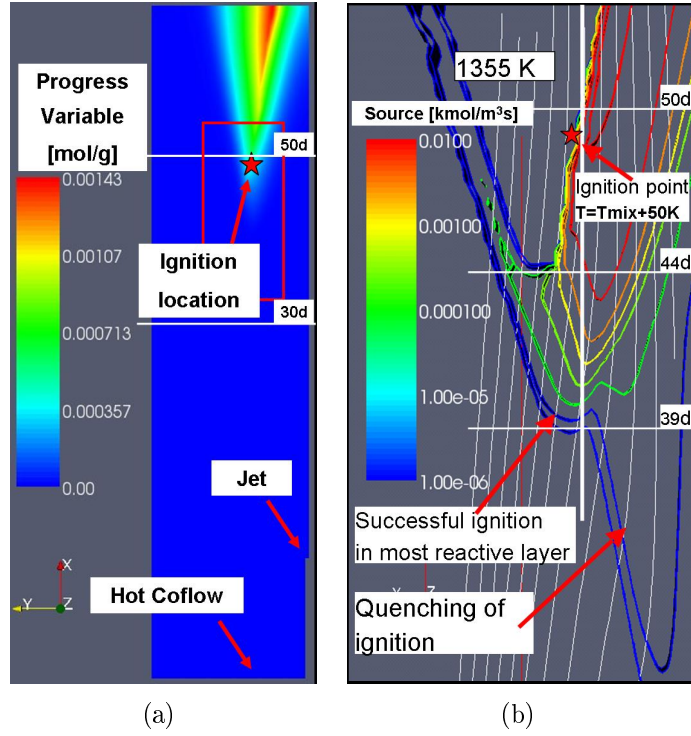 Progress
Variable
[mol/g]
0.00143
0.00107
0.000713
0.000357
0.00
50d
Ignition
location
30d
Jet
Hot Coflow
X
Y
Z
(a)
1355 K
50d
Source [kmol/m³s]
0.0100
0.00100
0.000100
1.00e-05
1.00e-06
Ignition point
T=Tmix+50K
44d
39d
Successful ignition
in most reactive layer
Quenching of
ignition
(b)